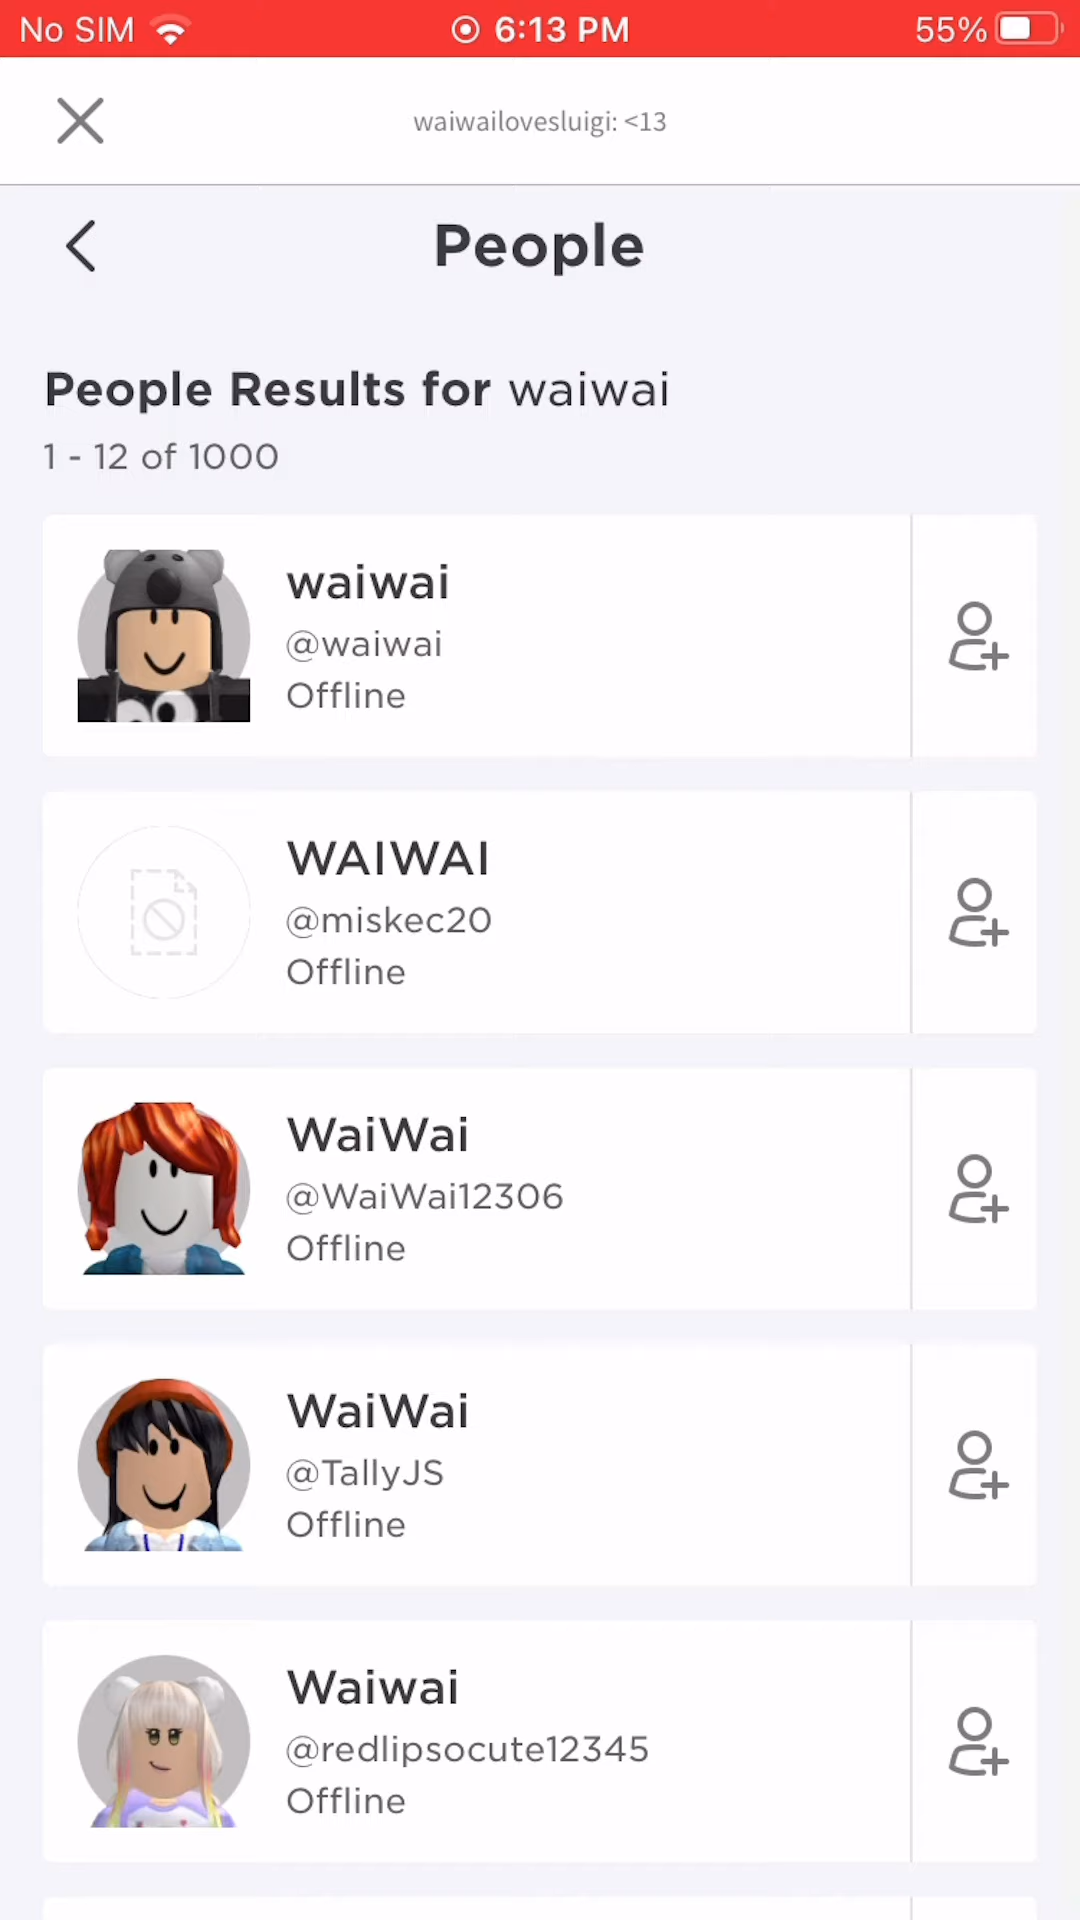 No SIM 6:13 PM 55%
waiwailovesluigi: <13
People
People Results for waiwai
1 - 12 of 1000
waiwai
@waiwai
Offline
WAIWAI
@miskec20
Offline
WaiWai
@WaiWai12306
Offline
WaiWai
@TallyJS
Offline
Waiwai
@redlipsocute12345
Offline